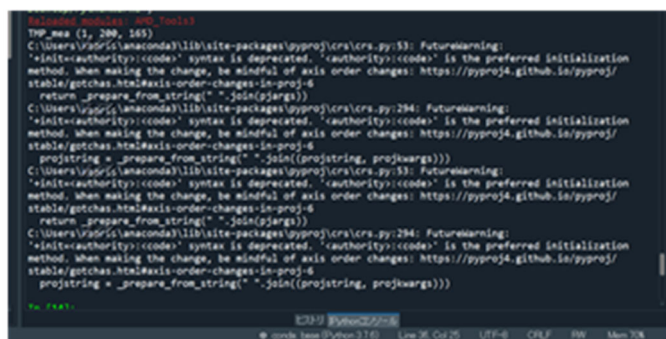 Reloaded modules: AMD_Tools3
TMP_mea (1, 200, 165)
C:\Users\      \anaconda3\lib\site-packages\pyproj\crs\crs.py:53: FutureWarning:
'+init=<authority>:<code>' syntax is deprecated. '<authority>:<code>' is the preferred initialization
method. When making the change, be mindful of axis order changes: https://pyproj4.github.io/pyproj/
stable/gotchas.html#axis-order-changes-in-proj-6
return _prepare_from_string(" ".join(pjargs))
C:\Users\      \anaconda3\lib\site-packages\pyproj\crs\crs.py:294: FutureWarning:
'+init=<authority>:<code>' syntax is deprecated. '<authority>:<code>' is the preferred initialization
method. When making the change, be mindful of axis order changes: https://pyproj4.github.io/pyproj/
stable/gotchas.html#axis-order-changes-in-proj-6
projstring = _prepare_from_string(" ".join((projstring, projkwargs)))
C:\Users\      \anaconda3\lib\site-packages\pyproj\crs\crs.py:53: FutureWarning:
'+init=<authority>:<code>' syntax is deprecated. '<authority>:<code>' is the preferred initialization
method. When making the change, be mindful of axis order changes: https://pyproj4.github.io/pyproj/
stable/gotchas.html#axis-order-changes-in-proj-6
return _prepare_from_string(" ".join(pjargs))
C:\Users\      \anaconda3\lib\site-packages\pyproj\crs\crs.py:294: FutureWarning:
'+init=<authority>:<code>' syntax is deprecated. '<authority>:<code>' is the preferred initialization
method. When making the change, be mindful of axis order changes: https://pyproj4.github.io/pyproj/
stable/gotchas.html#axis-order-changes-in-proj-6
projstring = _prepare_from_string(" ".join((projstring, projkwargs)))
ヒストリ IPythonコンソール
conda: base (Python 3.7.6) Line 36, Col 25 UTF-8 CRLF RW Mem 70%